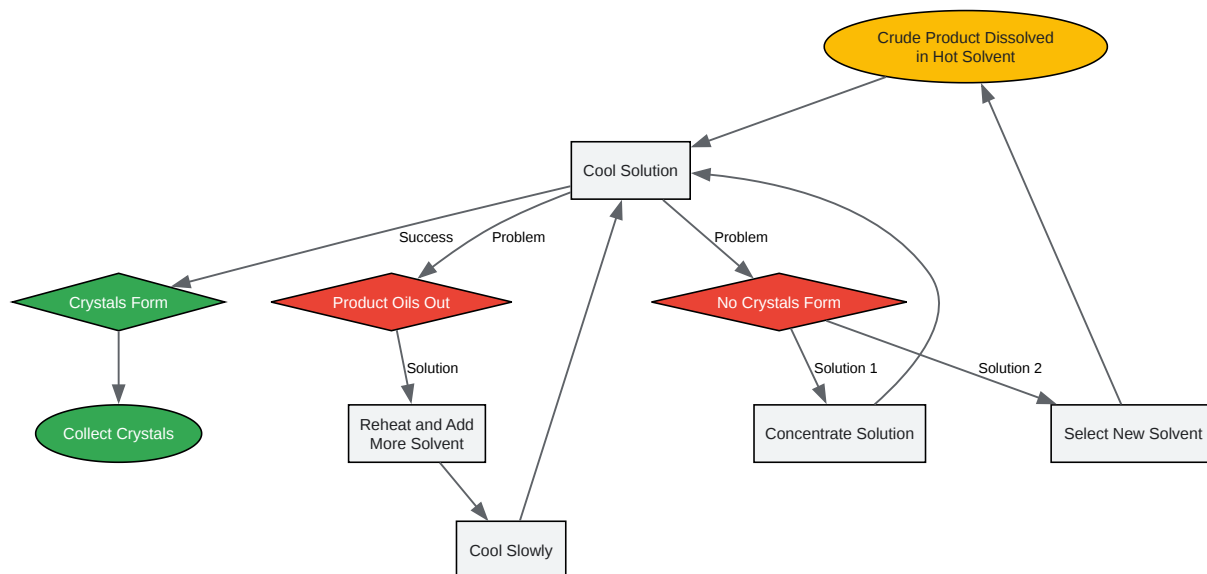 Crude Product Dissolved
in Hot Solvent
Cool Solution
Success
Problem
Problem
Crystals Form
Product Oils Out
No Crystals Form
Solution
Solution 1
Solution 2
Collect Crystals
Reheat and Add
More Solvent
Concentrate Solution
Select New Solvent
Cool Slowly